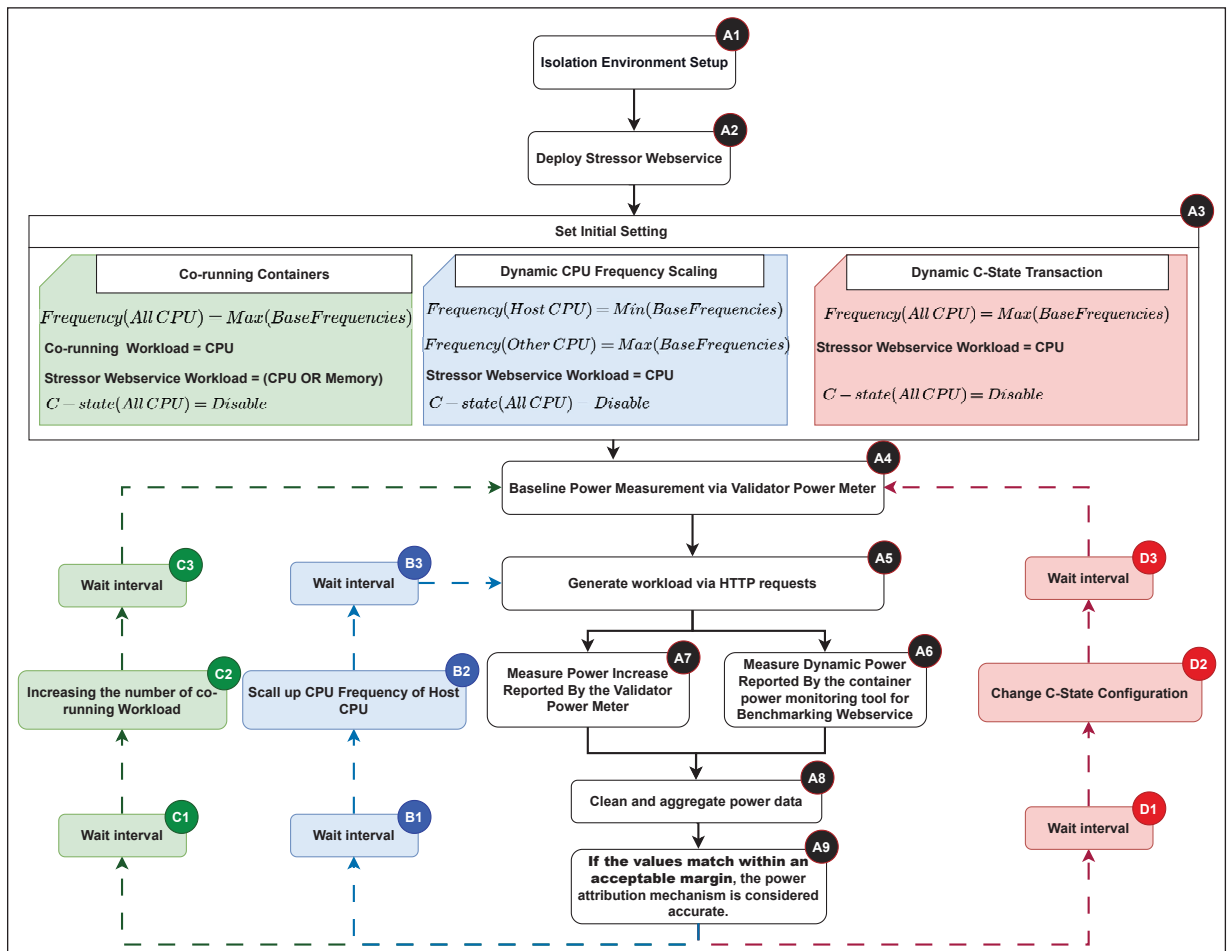 A1
Isolation Environment Setup
A2
Deploy Stressor Webservice
A3
Set Initial Setting
Co-running Containers
Frequency(All CPU) = Max(BaseFrequencies)
Co-running Workload = CPU
Stressor Webservice Workload = (CPU OR Memory)
C − state(All CPU) = Disable
Dynamic CPU Frequency Scaling
Frequency(Host CPU) = Min(BaseFrequencies)
Frequency(Other CPU) = Max(BaseFrequencies)
Stressor Webservice Workload = CPU
C − state(All CPU) = Disable
Dynamic C-State Transaction
Frequency(All CPU) = Max(BaseFrequencies)
Stressor Webservice Workload = CPU
C − state(All CPU) = Disable
A4
Baseline Power Measurement via Validator Power Meter
C3
Wait interval
B3
Wait interval
A5
Generate workload via HTTP requests
D3
Wait interval
C2
Increasing the number of co-
running Workload
B2
Scall up CPU Frequency of Host
CPU
A7
Measure Power Increase
Reported By the Validator
Power Meter
A6
Measure Dynamic Power
Reported By the container
power monitoring tool for
Benchmarking Webservice
D2
Change C-State Configuration
A8
Clean and aggregate power data
C1
Wait interval
B1
Wait interval
D1
Wait interval
A9
If the values match within an
acceptable margin, the power
attribution mechanism is considered
accurate.